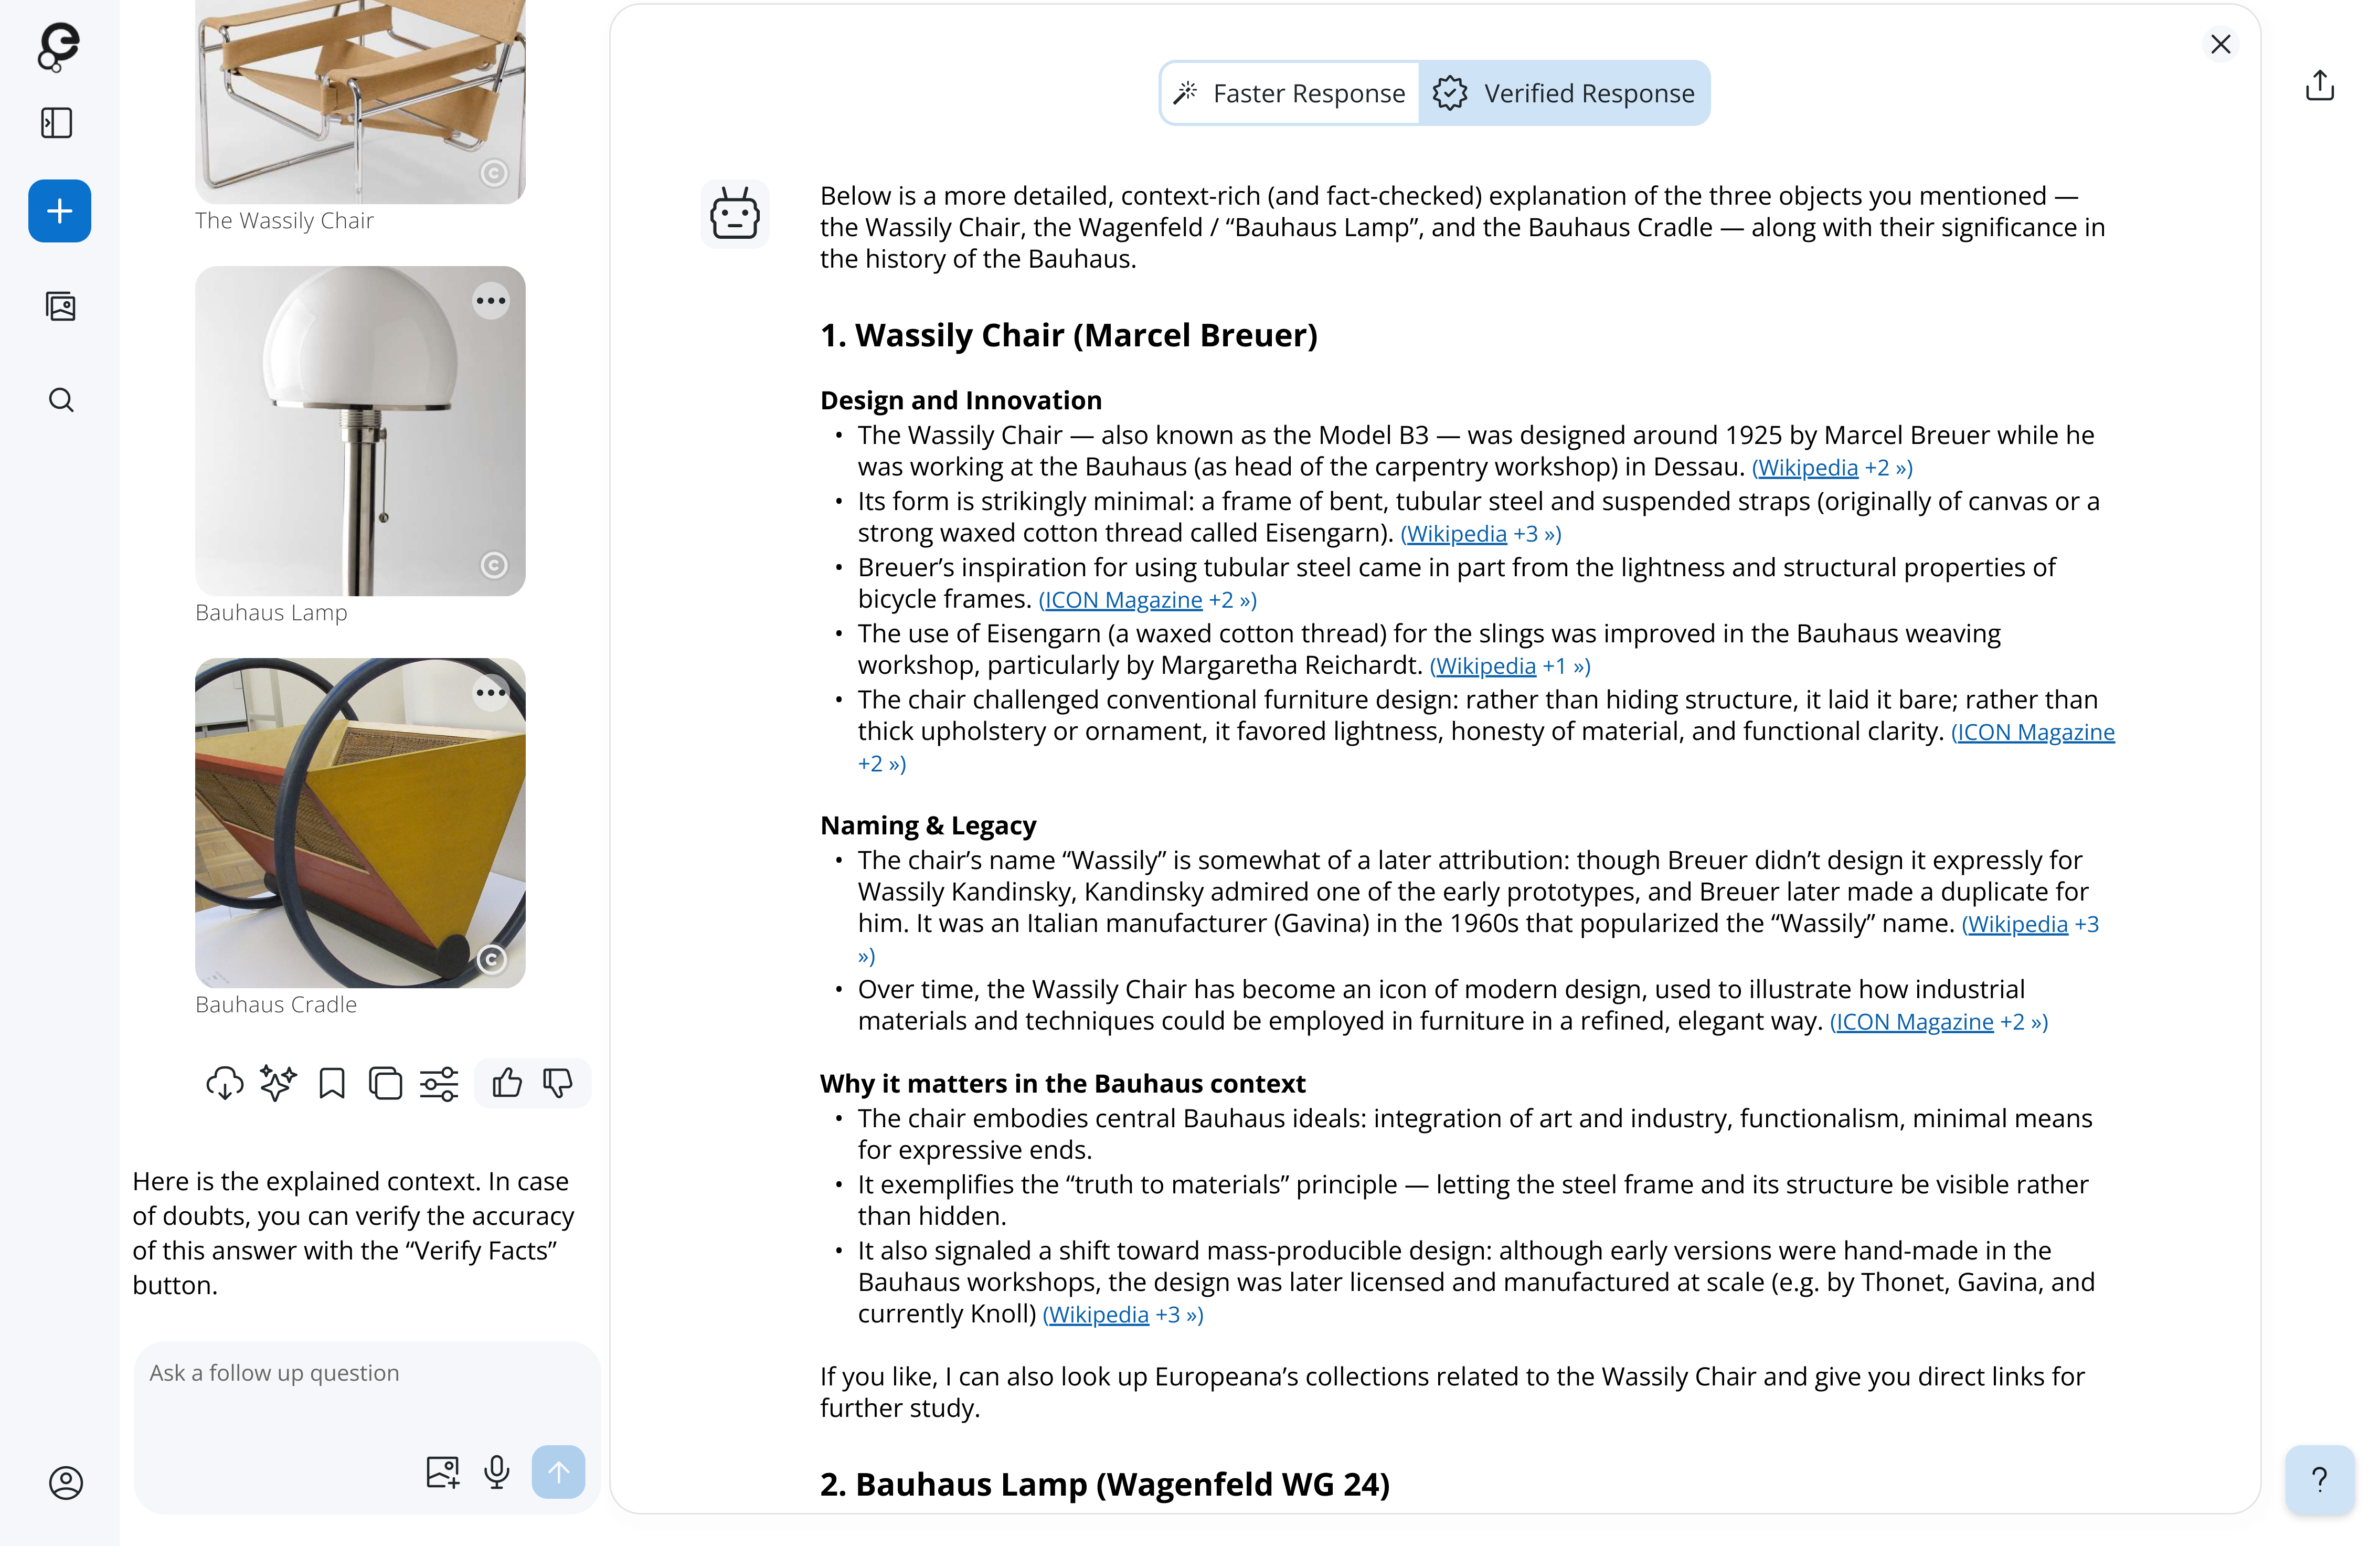 The Wassily Chair
Bauhaus Lamp
Bauhaus Cradle
Here is the explained context. In case
of doubts, you can verify the accuracy
of this answer with the “Verify Facts”
button.
Ask a follow up question
Faster Response
Verified Response
Below is a more detailed, context-rich (and fact-checked) explanation of the three objects you mentioned —
the Wassily Chair, the Wagenfeld / “Bauhaus Lamp”, and the Bauhaus Cradle — along with their significance in
the history of the Bauhaus.
1. Wassily Chair (Marcel Breuer)
Design and Innovation
• The Wassily Chair — also known as the Model B3 — was designed around 1925 by Marcel Breuer while he
was working at the Bauhaus (as head of the carpentry workshop) in Dessau. (Wikipedia +2 »)
• Its form is strikingly minimal: a frame of bent, tubular steel and suspended straps (originally of canvas or a
strong waxed cotton thread called Eisengarn). (Wikipedia +3 »)
• Breuer’s inspiration for using tubular steel came in part from the lightness and structural properties of
bicycle frames. (ICON Magazine +2 »)
• The use of Eisengarn (a waxed cotton thread) for the slings was improved in the Bauhaus weaving
workshop, particularly by Margaretha Reichardt. (Wikipedia +1 »)
• The chair challenged conventional furniture design: rather than hiding structure, it laid it bare; rather than
thick upholstery or ornament, it favored lightness, honesty of material, and functional clarity. (ICON Magazine
+2 »)
Naming & Legacy
• The chair’s name “Wassily” is somewhat of a later attribution: though Breuer didn’t design it expressly for
Wassily Kandinsky, Kandinsky admired one of the early prototypes, and Breuer later made a duplicate for
him. It was an Italian manufacturer (Gavina) in the 1960s that popularized the “Wassily” name. (Wikipedia +3
»)
• Over time, the Wassily Chair has become an icon of modern design, used to illustrate how industrial
materials and techniques could be employed in furniture in a refined, elegant way. (ICON Magazine +2 »)
Why it matters in the Bauhaus context
• The chair embodies central Bauhaus ideals: integration of art and industry, functionalism, minimal means
for expressive ends.
• It exemplifies the “truth to materials” principle — letting the steel frame and its structure be visible rather
than hidden.
• It also signaled a shift toward mass-producible design: although early versions were hand-made in the
Bauhaus workshops, the design was later licensed and manufactured at scale (e.g. by Thonet, Gavina, and
currently Knoll) (Wikipedia +3 »)
If you like, I can also look up Europeana’s collections related to the Wassily Chair and give you direct links for
further study.
2. Bauhaus Lamp (Wagenfeld WG 24)
?